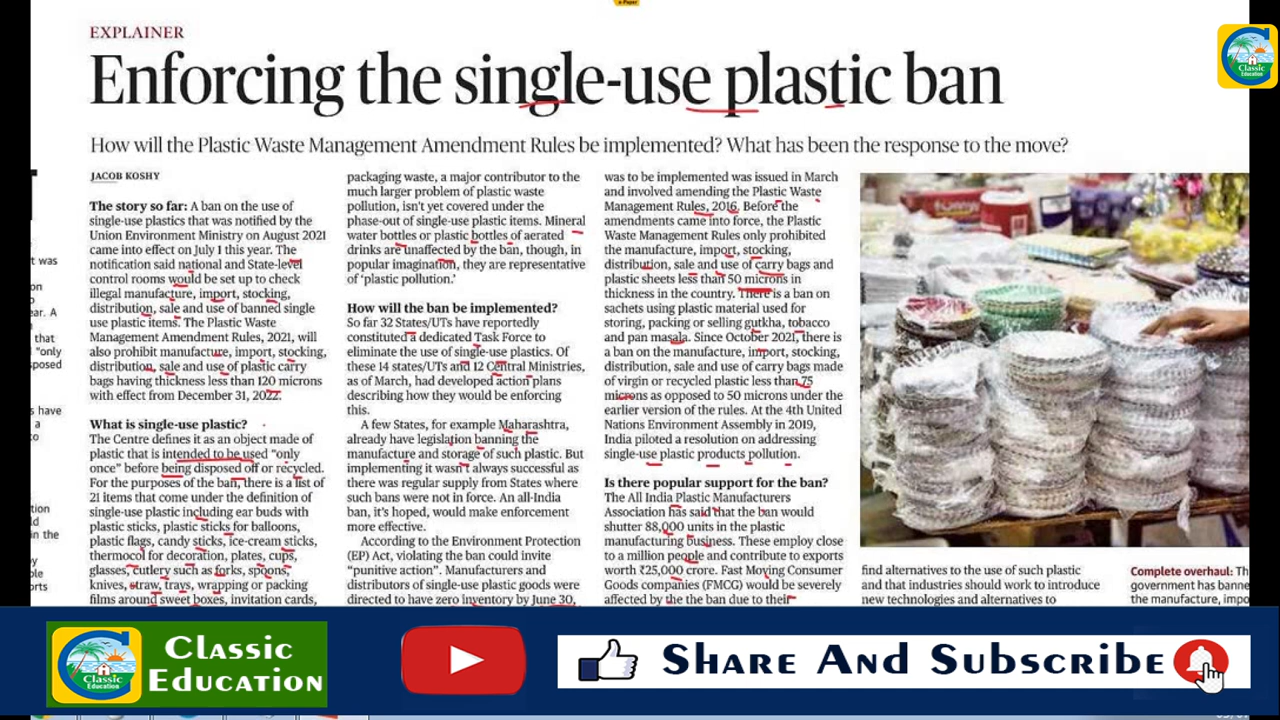 e-Paper
EXPLAINER
Enforcing the single-use plastic ban
How will the Plastic Waste Management Amendment Rules be implemented? What has been the response to the move?
JACOB KOSHY
The story so far: A ban on the use of
single-use plastics that was notified by the
Union Environment Ministry on August 2021
came into effect on July 1 this year. The
notification said national and State-level
control rooms would be set up to check
illegal manufacture, import, stocking,
distribution, sale and use of banned single
use plastic items. The Plastic Waste
Management Amendment Rules, 2021, will
also prohibit manufacture, import, stocking,
distribution, sale and use of plastic carry
bags having thickness less than 120 microns
with effect from December 31, 2022.
What is single-use plastic?
The Centre defines it as an object made of
plastic that is intended to be used "only
once" before being disposed off or recycled.
For the purposes of the ban, there is a list of
21 items that come under the definition of
single-use plastic including ear buds with
plastic sticks, plastic sticks for balloons,
plastic flags, candy sticks, ice-cream sticks,
thermocol for decoration, plates, cups,
glasses, cutlery such as forks, spoons,
knives, straw, trays, wrapping or packing
films around sweet boxes, invitation cards,
packaging waste, a major contributor to the
much larger problem of plastic waste
pollution, isn't yet covered under the
phase-out of single-use plastic items. Mineral
water bottles or plastic bottles of aerated
drinks are unaffected by the ban, though, in
popular imagination, they are representative
of 'plastic pollution.'
How will the ban be implemented?
So far 32 States/UTs have reportedly
constituted a dedicated Task Force to
eliminate the use of single-use plastics. Of
these 14 states/UTs and 12 Central Ministries,
as of March, had developed action plans
describing how they would be enforcing
this.
A few States, for example Maharashtra,
already have legislation banning the
manufacture and storage of such plastic. But
implementing it wasn't always successful as
there was regular supply from States where
such bans were not in force. An all-India
ban, it's hoped, would make enforcement
more effective.
According to the Environment Protection
(EP) Act, violating the ban could invite
"punitive action". Manufacturers and
distributors of single-use plastic goods were
directed to have zero inventory by June 30,
was to be implemented was issued in March
and involved amending the Plastic Waste
Management Rules, 2016. Before the
amendments came into force, the Plastic
Waste Management Rules only prohibited
the manufacture, import, stocking,
distribution, sale and use of carry bags and
plastic sheets less than 50 microns in
thickness in the country. There is a ban on
sachets using plastic material used for
storing, packing or selling gutkha, tobacco
and pan masala. Since October 2021, there is
a ban on the manufacture, import, stocking,
distribution, sale and use of carry bags made
of virgin or recycled plastic less than 75
microns as opposed to 50 microns under the
earlier version of the rules. At the 4th United
Nations Environment Assembly in 2019,
India piloted a resolution on addressing
single-use plastic products pollution.
Is there popular support for the ban?
The All India Plastic Manufacturers
Association has said that the ban would
shutter 88,000 units in the plastic
manufacturing business. These employ close
to a million people and contribute to exports
worth ₹25,000 crore. Fast Moving Consumer
Goods companies (FMCG) would be severely
affected by the the ban due to their
find alternatives to the use of such plastic
and that industries should work to introduce
new technologies and alternatives to
Complete overhaul: Th
government has banne
the manufacture, impo
t was
on
ear. A
that
"only
sposed
s have
a
co
tion
ld
in the
by
ble
orts
Classic
Education
Classic
Education
Classic
Education
Share And Subscribe